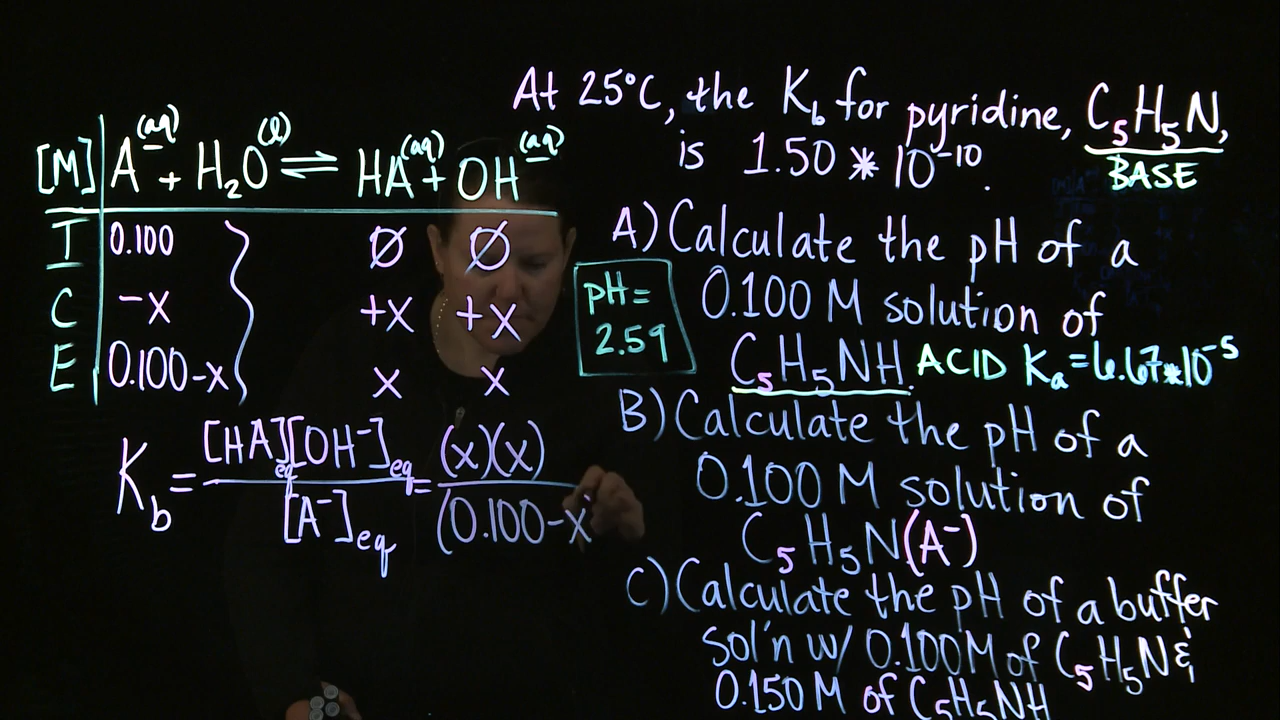 At 25°C, the K_b for pyridine, C₅H₅N,
is 1.50 * 10⁻¹⁰.
BASE
[M] A⁻(aq) + H₂O(l) ⇌ HA(aq) + OH⁻(aq)
I 0.100 Ø Ø
C -x +x +x
E 0.100-x x x
K_b = [HA]eq[OH⁻]eq / [A⁻]eq = (x)(x) / (0.100-x
A) Calculate the pH of a
0.100 M solution of
C₅H₅NH. ACID Kₐ = 6.67*10⁻⁵
pH =
2.59
B) Calculate the pH of a
0.100 M solution of
C₅H₅N (A⁻)
C) Calculate the pH of a buffer
sol'n w/ 0.100 M of C₅H₅N &
0.150 M of C₅H₅NH